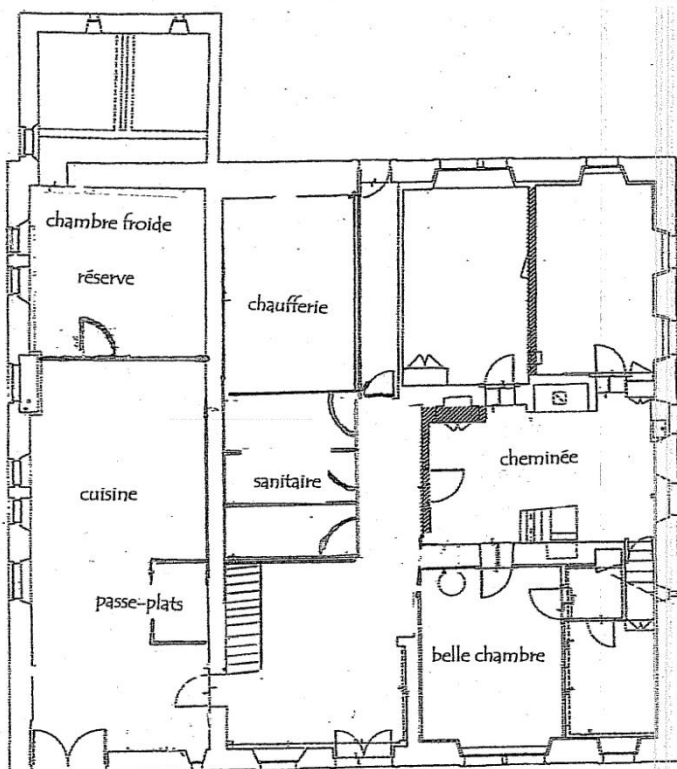 chambre froide
réserve
chaufferie
cheminée
sanitaire
cuisine
passe-plats
belle chambre